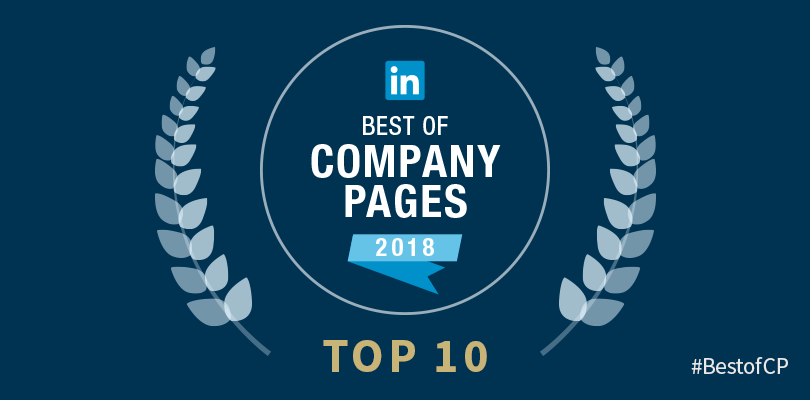 in
BEST OF
COMPANY
PAGES
2018
TOP 10
#BestofCP